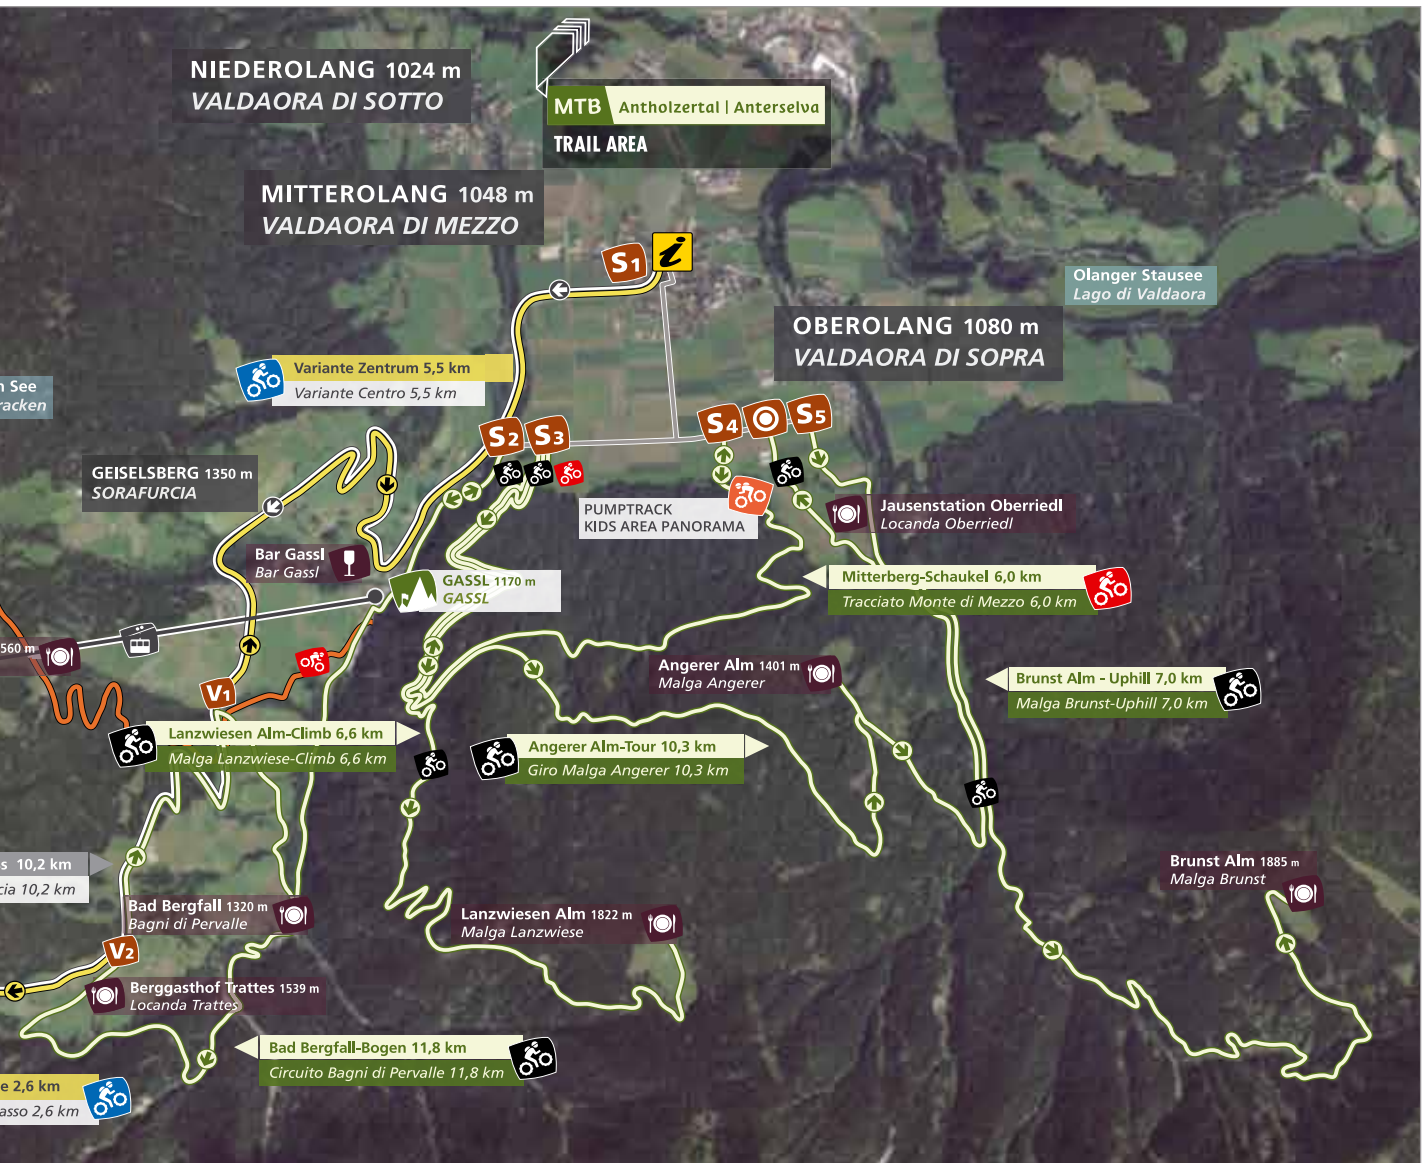 NIEDEROLANG 1024 m
VALDAORA DI SOTTO
MTB Antholzertal | Anterselva
TRAIL AREA
MITTEROLANG 1048 m
VALDAORA DI MEZZO
S1
i
Olanger Stausee
Lago di Valdaora
OBEROLANG 1080 m
VALDAORA DI SOPRA
Variante Zentrum 5,5 km
Variante Centro 5,5 km
n See
racken
S2
S3
S4
S5
GEISELSBERG 1350 m
SORAFURCIA
PUMPTRACK
KIDS AREA PANORAMA
Jausenstation Oberriedl
Locanda Oberriedl
Bar Gassl
Bar Gassl
GASSL 1170 m
GASSL
Mitterberg-Schaukel 6,0 km
Tracciato Monte di Mezzo 6,0 km
560 m
Angerer Alm 1401 m
Malga Angerer
Brunst Alm - Uphill 7,0 km
Malga Brunst-Uphill 7,0 km
V1
Lanzwiesen Alm-Climb 6,6 km
Malga Lanzwiese-Climb 6,6 km
Angerer Alm-Tour 10,3 km
Giro Malga Angerer 10,3 km
s 10,2 km
cia 10,2 km
Brunst Alm 1885 m
Malga Brunst
Bad Bergfall 1320 m
Bagni di Pervalle
Lanzwiesen Alm 1822 m
Malga Lanzwiese
V2
Berggasthof Trattes 1539 m
Locanda Trattes
Bad Bergfall-Bogen 11,8 km
Circuito Bagni di Pervalle 11,8 km
e 2,6 km
asso 2,6 km